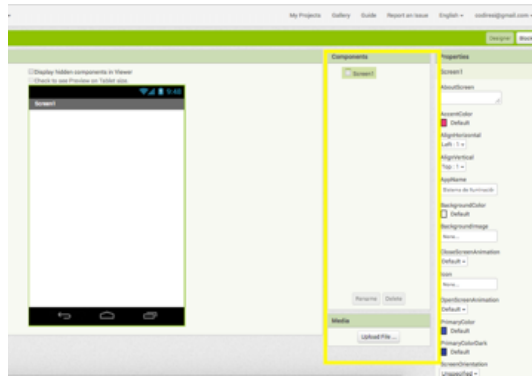 My Projects Gallery Guide Report an Issue English
Designer
Display hidden components in Viewer
Check to see Preview on Tablet size.
9:48
Screen1
Components
Screen1
Rename Delete
Media
Upload File ...
Properties
Screen1
AboutScreen
AccentColor
Default
AlignHorizontal
Left : 1
AlignVertical
Top : 1
AppName
BackgroundColor
Default
BackgroundImage
None...
CloseScreenAnimation
Default
Icon
None...
OpenScreenAnimation
Default
PrimaryColor
Default
PrimaryColorDark
Default
ScreenOrientation
Unspecified